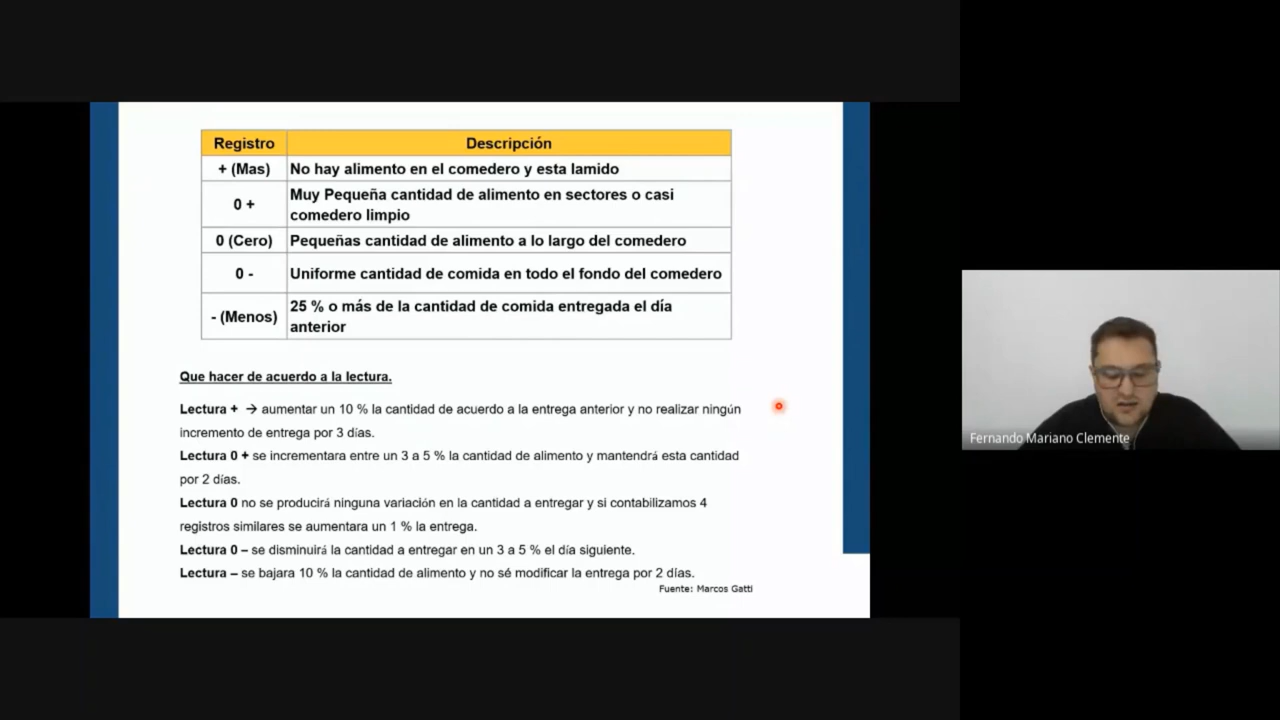 Registro Descripción
+ (Mas) No hay alimento en el comedero y esta lamido
0 + Muy Pequeña cantidad de alimento en sectores o casi
comedero limpio
0 (Cero) Pequeñas cantidad de alimento a lo largo del comedero
0 - Uniforme cantidad de comida en todo el fondo del comedero
- (Menos) 25 % o más de la cantidad de comida entregada el día
anterior
Que hacer de acuerdo a la lectura.
Lectura + → aumentar un 10 % la cantidad de acuerdo a la entrega anterior y no realizar ningún
incremento de entrega por 3 días.
Lectura 0 + se incrementara entre un 3 a 5 % la cantidad de alimento y mantendrá esta cantidad
por 2 días.
Lectura 0 no se producirá ninguna variación en la cantidad a entregar y si contabilizamos 4
registros similares se aumentara un 1 % la entrega.
Lectura 0 – se disminuirá la cantidad a entregar en un 3 a 5 % el día siguiente.
Lectura – se bajara 10 % la cantidad de alimento y no sé modificar la entrega por 2 días.
Fuente: Marcos Gatti
Fernando Mariano Clemente